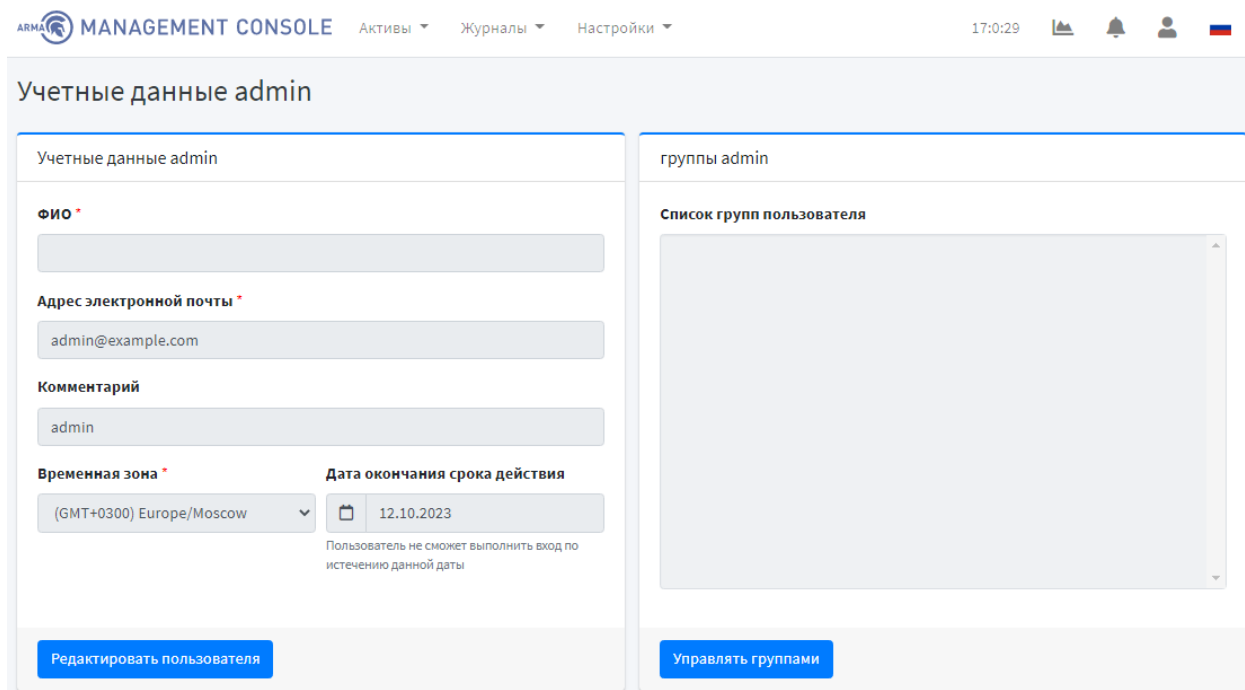 ARMA MANAGEMENT CONSOLE Активы Журналы Настройки 17:0:29
Учетные данные admin
Учетные данные admin
ФИО *
Адрес электронной почты *
admin@example.com
Комментарий
admin
Временная зона * Дата окончания срока действия
(GMT+0300) Europe/Moscow 12.10.2023
Пользователь не сможет выполнить вход по
истечению данной даты
Редактировать пользователя
группы admin
Список групп пользователя
Управлять группами